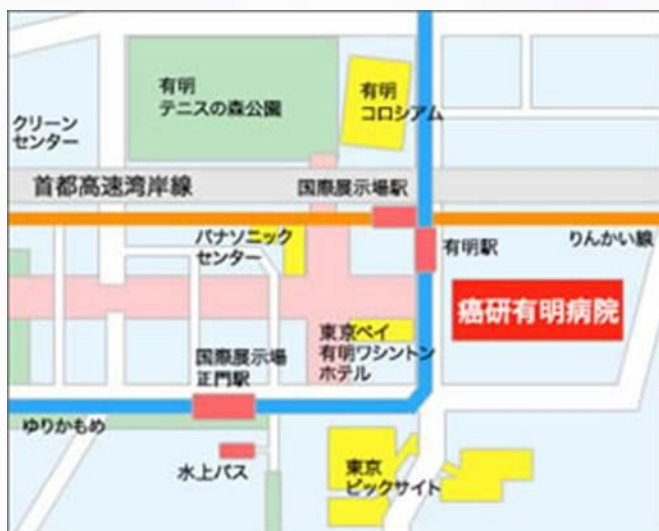 有明
テニスの森公園
有明
コロシアム
クリーン
センター
首都高速湾岸線
国際展示場駅
パナソニック
センター
有明駅
りんかい線
癌研有明病院
東京ベイ
有明ワシントン
ホテル
国際展示場
正門駅
ゆりかもめ
水上バス
東京
ビックサイト